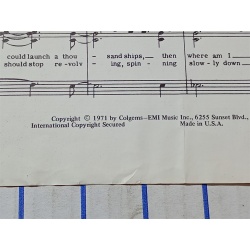 could launch a thou - sand ships, then where am I
should stop re-volv - ing, spin - ning slow-ly down
Copyright © 1971 by Colgems-EMI Music Inc., 6255 Sunset Blvd.,
International Copyright Secured Made in U.S.A.